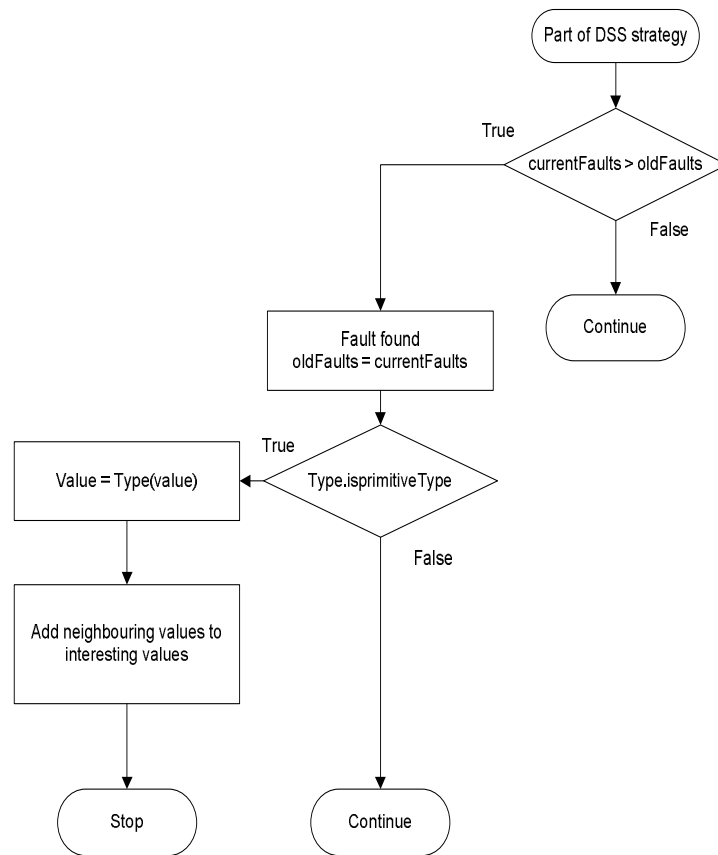 Part of DSS strategy
True
currentFaults > oldFaults
False
Continue
Fault found
oldFaults = currentFaults
True
Value = Type(value)
Type.isprimitiveType
False
Add neighbouring values to
interesting values
Stop
Continue